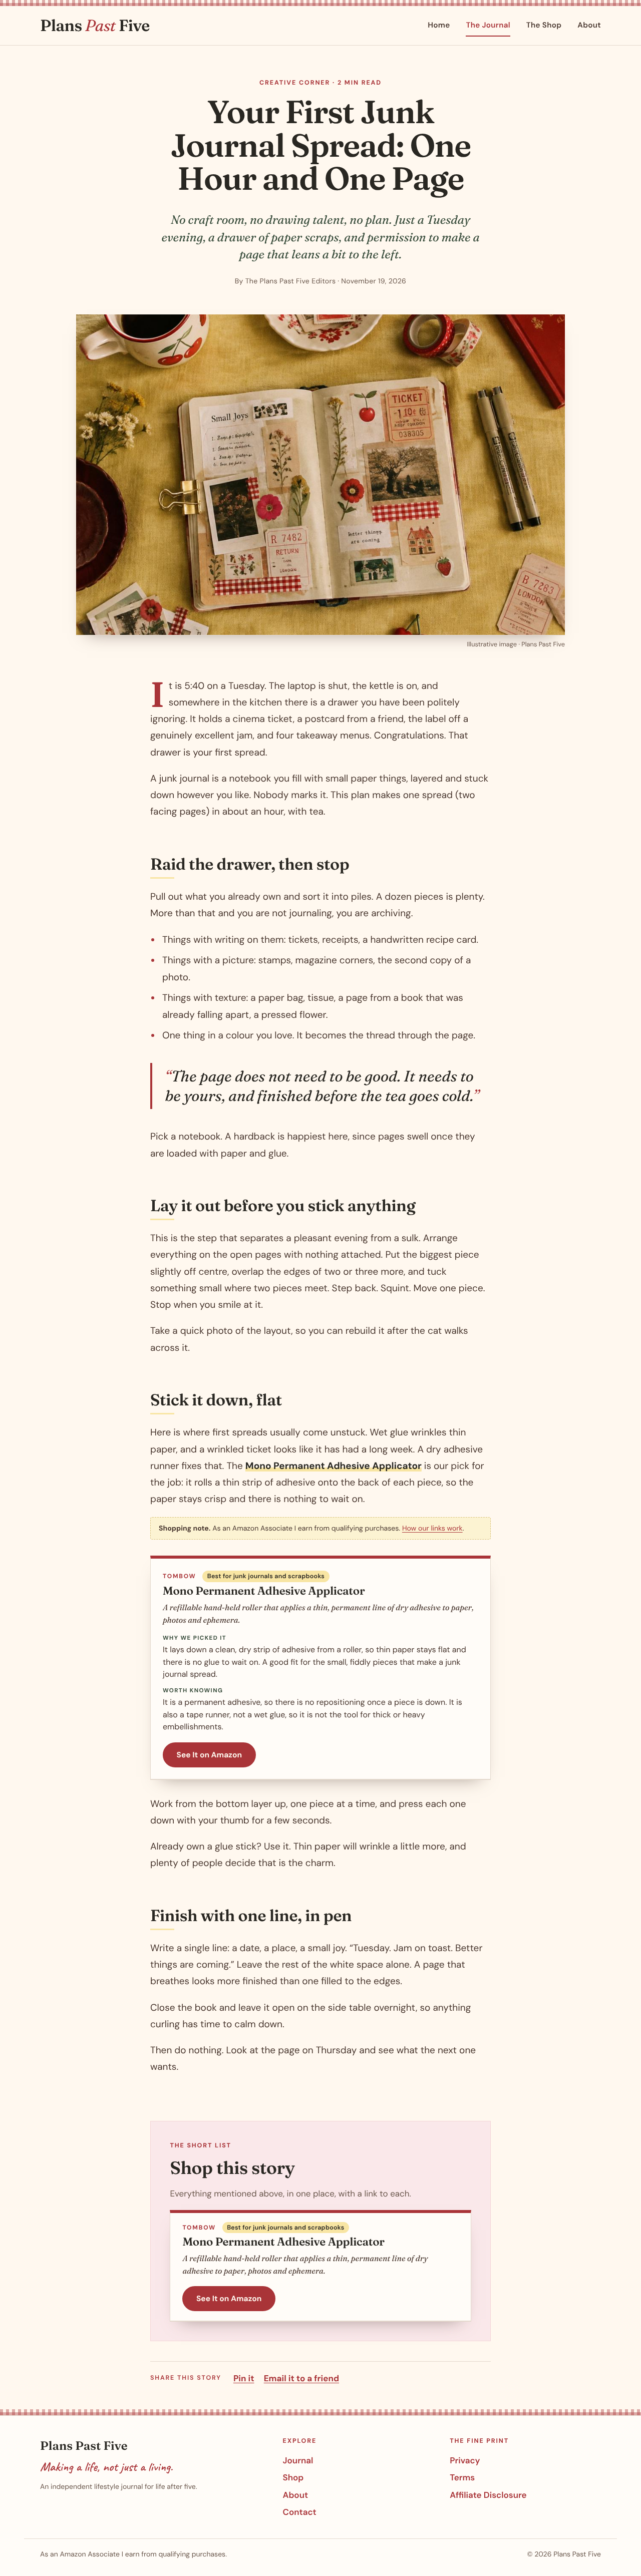 Plans Past Five
Home The Journal The Shop About
CREATIVE CORNER · 2 MIN READ
Your First Junk
Journal Spread: One
Hour and One Page
No craft room, no drawing talent, no plan. Just a Tuesday
evening, a drawer of paper scraps, and permission to make a
page that leans a bit to the left.
By The Plans Past Five Editors · November 19, 2026
Small Joys
TICKET
038305
R 7482
RETURN
better things
are coming
R 7283
LONDON
Illustrative image · Plans Past Five
It is 5:40 on a Tuesday. The laptop is shut, the kettle is on, and
somewhere in the kitchen there is a drawer you have been politely
ignoring. It holds a cinema ticket, a postcard from a friend, the label off a
genuinely excellent jam, and four takeaway menus. Congratulations. That
drawer is your first spread.
A junk journal is a notebook you fill with small paper things, layered and stuck
down however you like. Nobody marks it. This plan makes one spread (two
facing pages) in about an hour, with tea.
Raid the drawer, then stop
Pull out what you already own and sort it into piles. A dozen pieces is plenty.
More than that and you are not journaling, you are archiving.
• Things with writing on them: tickets, receipts, a handwritten recipe card.
• Things with a picture: stamps, magazine corners, the second copy of a
photo.
• Things with texture: a paper bag, tissue, a page from a book that was
already falling apart, a pressed flower.
• One thing in a colour you love. It becomes the thread through the page.
“The page does not need to be good. It needs to
be yours, and finished before the tea goes cold.”
Pick a notebook. A hardback is happiest here, since pages swell once they
are loaded with paper and glue.
Lay it out before you stick anything
This is the step that separates a pleasant evening from a sulk. Arrange
everything on the open pages with nothing attached. Put the biggest piece
slightly off centre, overlap the edges of two or three more, and tuck
something small where two pieces meet. Step back. Squint. Move one piece.
Stop when you smile at it.
Take a quick photo of the layout, so you can rebuild it after the cat walks
across it.
Stick it down, flat
Here is where first spreads usually come unstuck. Wet glue wrinkles thin
paper, and a wrinkled ticket looks like it has had a long week. A dry adhesive
runner fixes that. The Mono Permanent Adhesive Applicator is our pick for
the job: it rolls a thin strip of adhesive onto the back of each piece, so the
paper stays crisp and there is nothing to wait on.
Shopping note. As an Amazon Associate I earn from qualifying purchases. How our links work.
TOMBOW Best for junk journals and scrapbooks
Mono Permanent Adhesive Applicator
A refillable hand-held roller that applies a thin, permanent line of dry adhesive to paper,
photos and ephemera.
WHY WE PICKED IT
It lays down a clean, dry strip of adhesive from a roller, so thin paper stays flat and
there is no glue to wait on. A good fit for the small, fiddly pieces that make a junk
journal spread.
WORTH KNOWING
It is a permanent adhesive, so there is no repositioning once a piece is down. It is
also a tape runner, not a wet glue, so it is not the tool for thick or heavy
embellishments.
See It on Amazon
Work from the bottom layer up, one piece at a time, and press each one
down with your thumb for a few seconds.
Already own a glue stick? Use it. Thin paper will wrinkle a little more, and
plenty of people decide that is the charm.
Finish with one line, in pen
Write a single line: a date, a place, a small joy. “Tuesday. Jam on toast. Better
things are coming.” Leave the rest of the white space alone. A page that
breathes looks more finished than one filled to the edges.
Close the book and leave it open on the side table overnight, so anything
curling has time to calm down.
Then do nothing. Look at the page on Thursday and see what the next one
wants.
THE SHORT LIST
Shop this story
Everything mentioned above, in one place, with a link to each.
TOMBOW Best for junk journals and scrapbooks
Mono Permanent Adhesive Applicator
A refillable hand-held roller that applies a thin, permanent line of dry
adhesive to paper, photos and ephemera.
See It on Amazon
SHARE THIS STORY Pin it Email it to a friend
Plans Past Five
Making a life, not just a living.
An independent lifestyle journal for life after five.
EXPLORE
Journal
Shop
About
Contact
THE FINE PRINT
Privacy
Terms
Affiliate Disclosure
As an Amazon Associate I earn from qualifying purchases.
© 2026 Plans Past Five